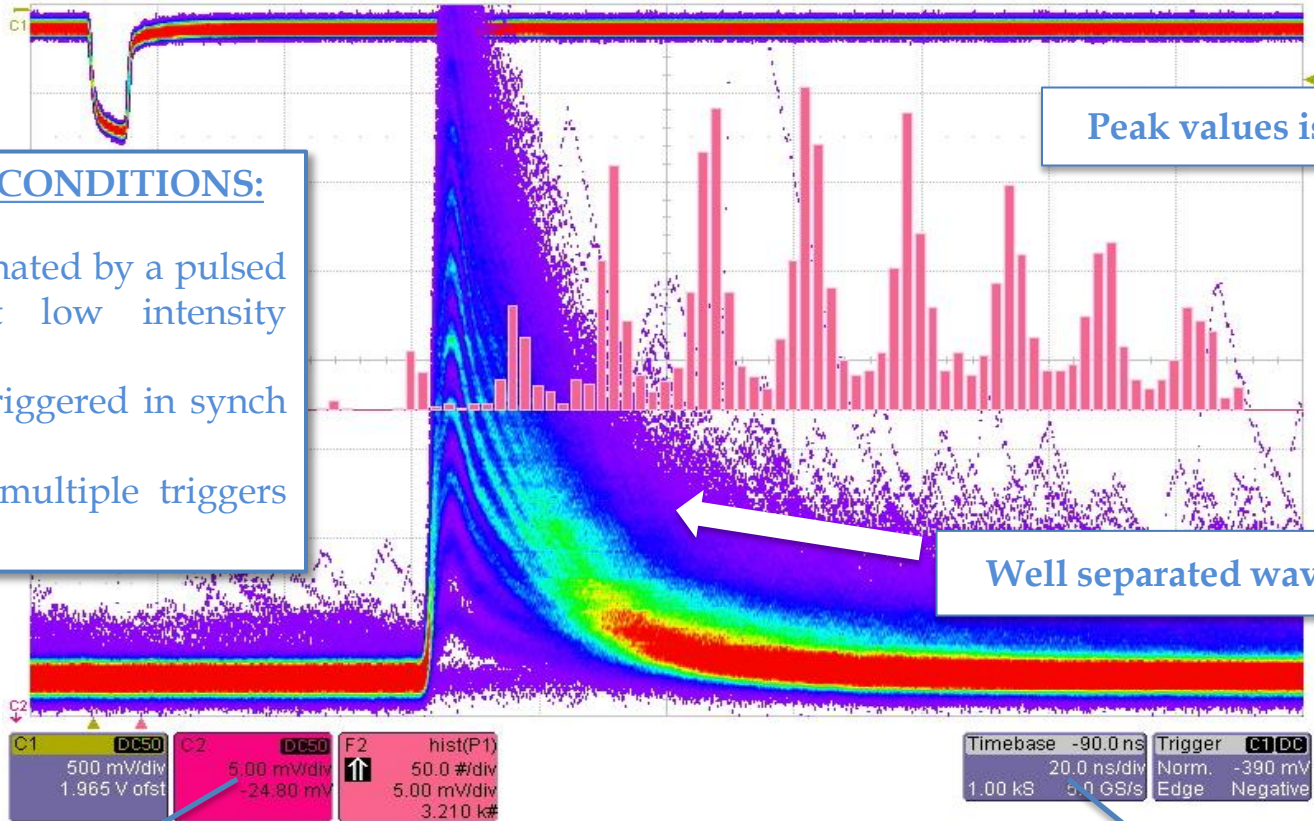 C1
Peak values is
CONDITIONS:
nated by a pulsed
t low intensity
riggered in synch
multiple triggers
Well separated wav
C2
C1 DC50
500 mV/div
1.965 V ofst
C2 DC50
5.00 mV/div
-24.80 mV
F2 hist(P1)
50.0 #/div
5.00 mV/div
3.210 k#
Timebase -90.0 ns
20.0 ns/div
1.00 kS 5.0 GS/s
Trigger C1 DC
Norm. -390 mV
Edge Negative